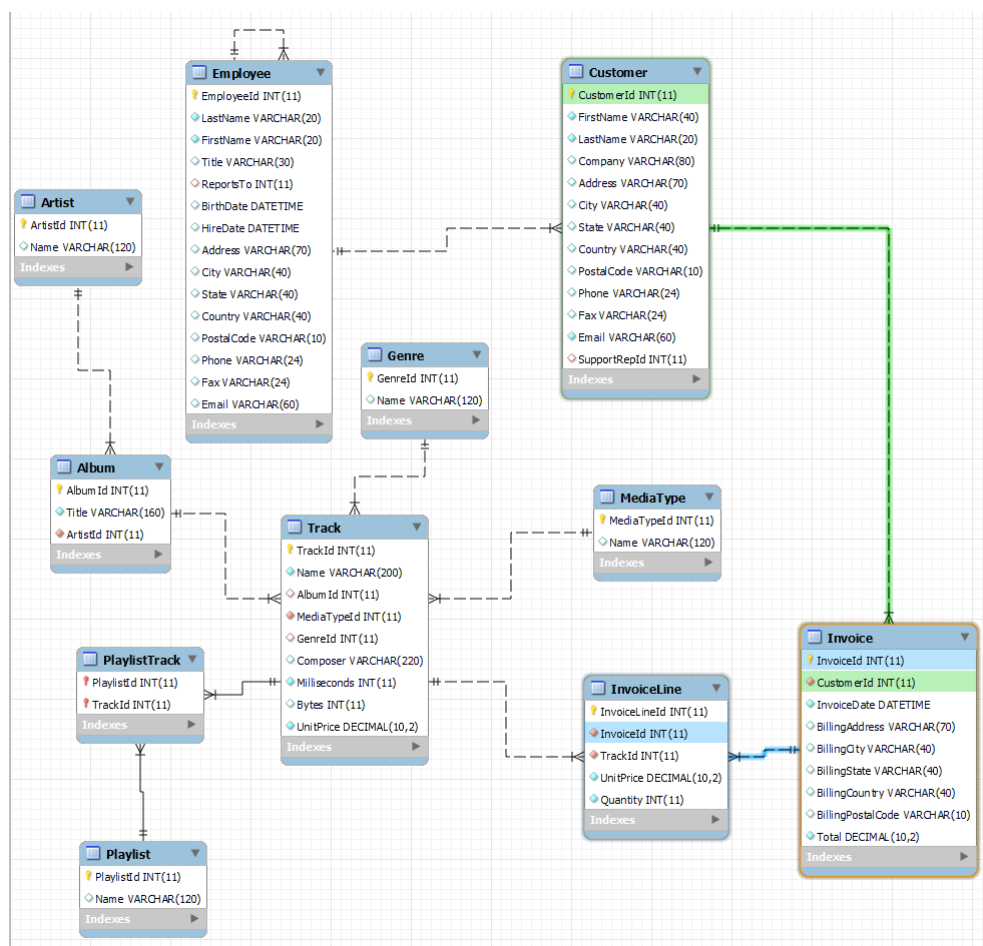 Employee
EmployeeId INT(11)
LastName VARCHAR(20)
FirstName VARCHAR(20)
Title VARCHAR(30)
ReportsTo INT(11)
BirthDate DATETIME
HireDate DATETIME
Address VARCHAR(70)
City VARCHAR(40)
State VARCHAR(40)
Country VARCHAR(40)
PostalCode VARCHAR(10)
Phone VARCHAR(24)
Fax VARCHAR(24)
Email VARCHAR(60)
Indexes
Customer
CustomerId INT(11)
FirstName VARCHAR(40)
LastName VARCHAR(20)
Company VARCHAR(80)
Address VARCHAR(70)
City VARCHAR(40)
State VARCHAR(40)
Country VARCHAR(40)
PostalCode VARCHAR(10)
Phone VARCHAR(24)
Fax VARCHAR(24)
Email VARCHAR(60)
SupportRepId INT(11)
Indexes
Artist
ArtistId INT(11)
Name VARCHAR(120)
Indexes
Genre
GenreId INT(11)
Name VARCHAR(120)
Indexes
Album
AlbumId INT(11)
Title VARCHAR(160)
ArtistId INT(11)
Indexes
Track
TrackId INT(11)
Name VARCHAR(200)
AlbumId INT(11)
MediaTypeId INT(11)
GenreId INT(11)
Composer VARCHAR(220)
Milliseconds INT(11)
Bytes INT(11)
UnitPrice DECIMAL(10,2)
Indexes
MediaType
MediaTypeId INT(11)
Name VARCHAR(120)
Indexes
PlaylistTrack
PlaylistId INT(11)
TrackId INT(11)
Indexes
InvoiceLine
InvoiceLineId INT(11)
InvoiceId INT(11)
TrackId INT(11)
UnitPrice DECIMAL(10,2)
Quantity INT(11)
Indexes
Invoice
InvoiceId INT(11)
CustomerId INT(11)
InvoiceDate DATETIME
BillingAddress VARCHAR(70)
BillingCity VARCHAR(40)
BillingState VARCHAR(40)
BillingCountry VARCHAR(40)
BillingPostalCode VARCHAR(10)
Total DECIMAL(10,2)
Indexes
Playlist
PlaylistId INT(11)
Name VARCHAR(120)
Indexes